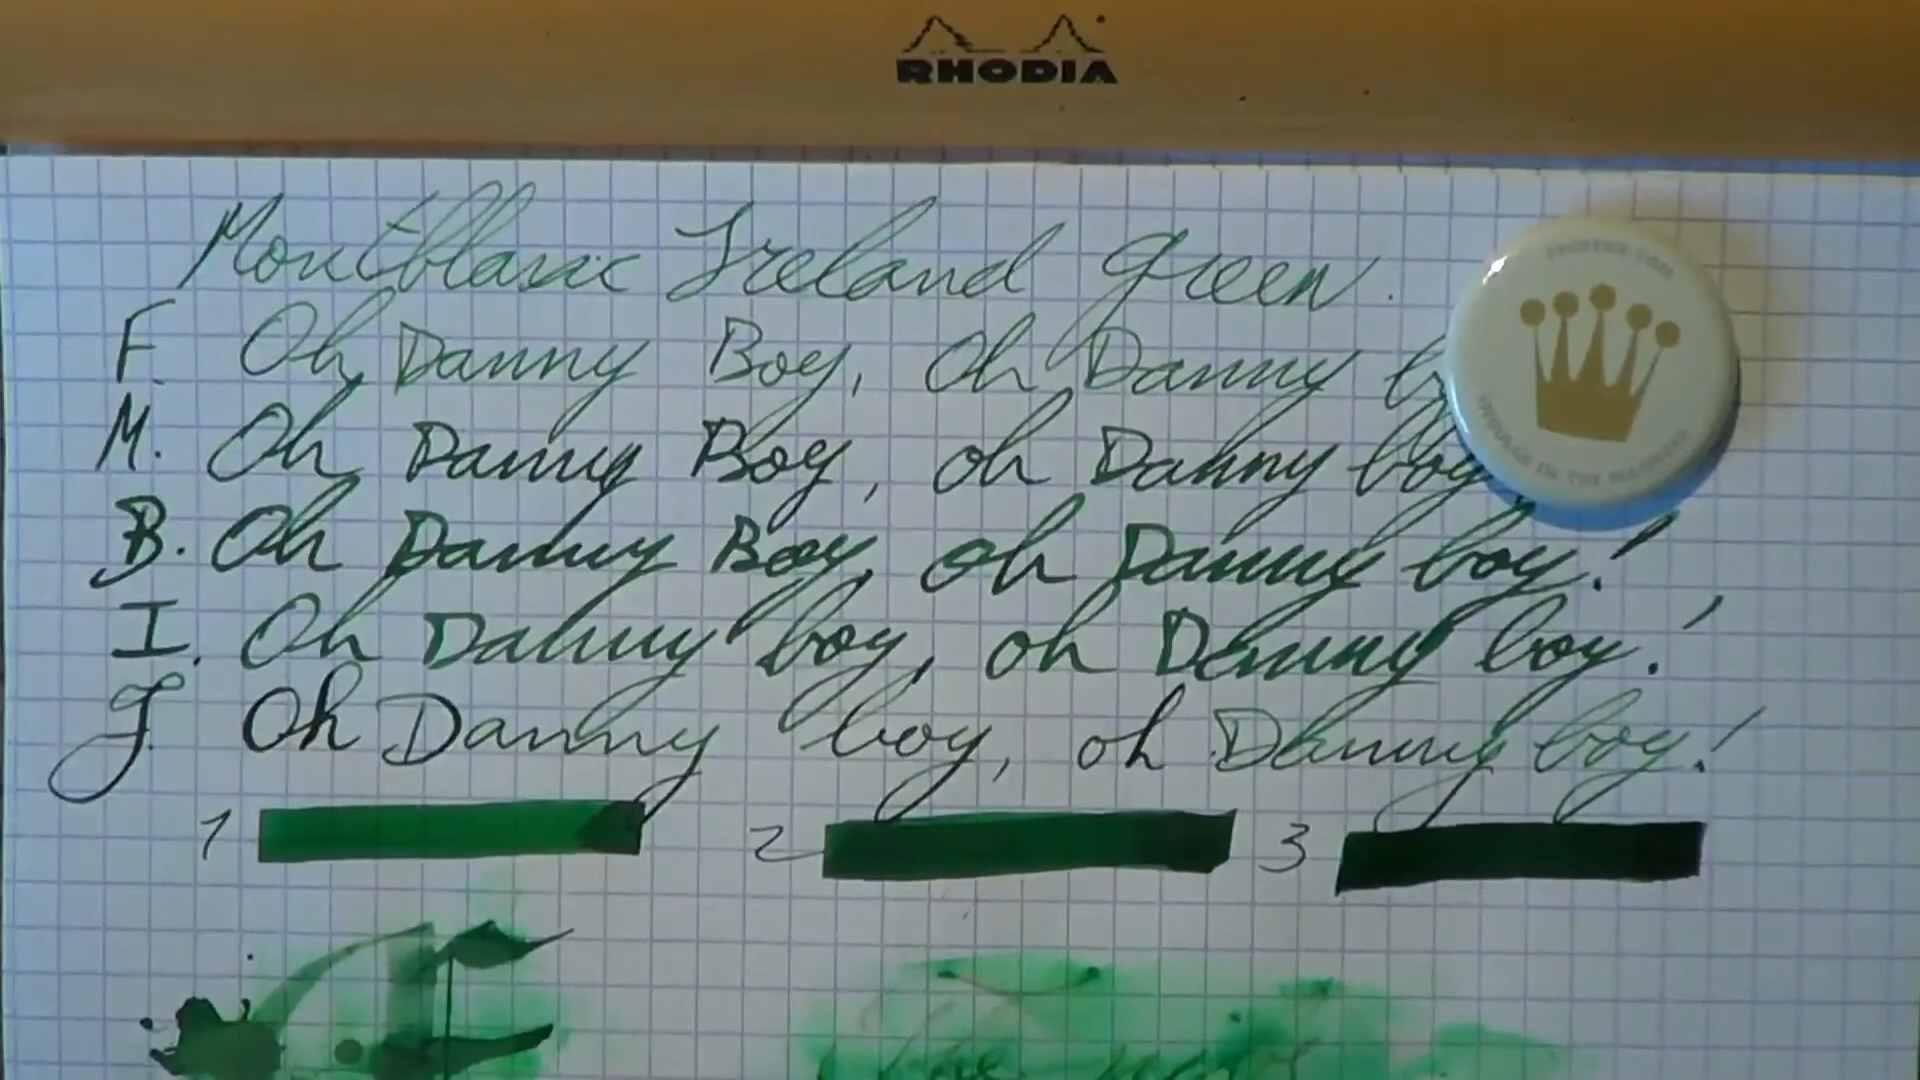 RHODIA
Montblanc Ireland Green.
F. Oh, Danny Boy, Oh Danny b
M. Oh, Danny Boy, oh Danny boy
B. Oh Danny Boy, oh Danny boy!
I. Oh Danny boy, oh Danny boy!
J. Oh Danny boy, oh Danny boy!
1 2 3